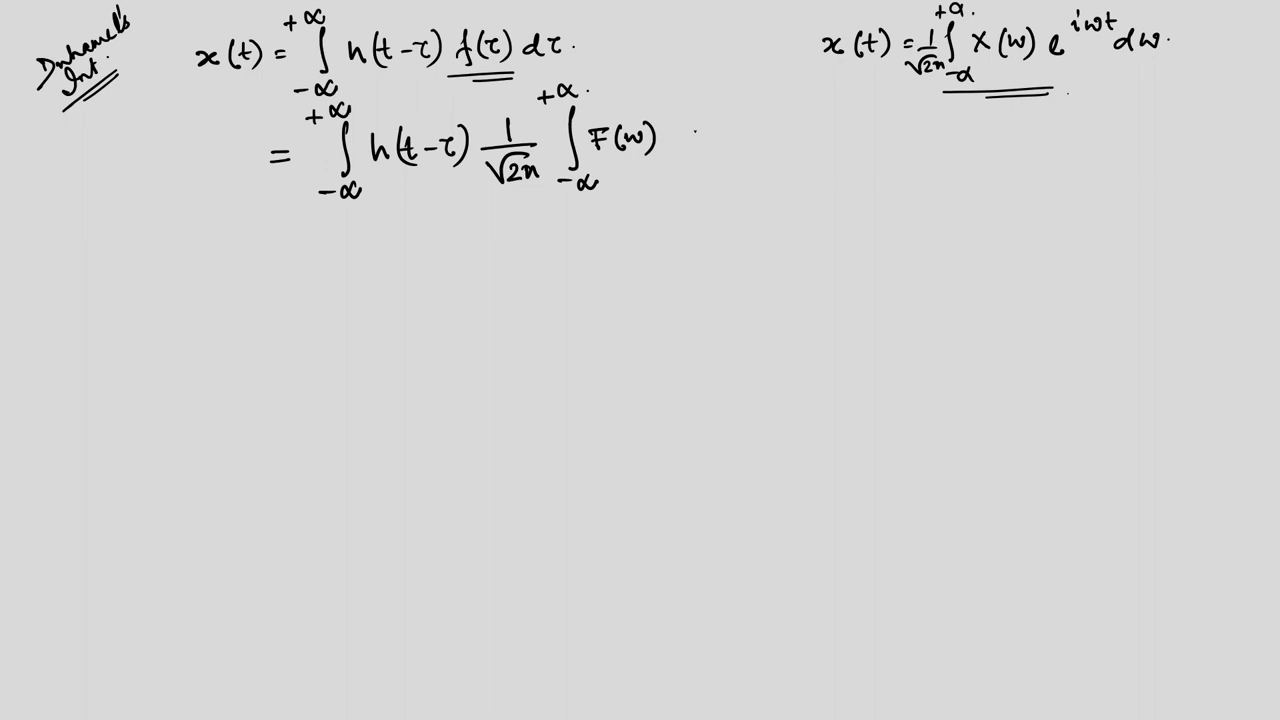 Duhamel's Int.
x(t) = ∫_{-∞}^{+∞} h(t-τ) f(τ) dτ.
= ∫_{-∞}^{+∞} h(t-τ) 1/√2π ∫_{-∞}^{+∞} F(ω)
x(t) = 1/√2π ∫_{-∞}^{+∞} X(ω) e^{iωt} dω.